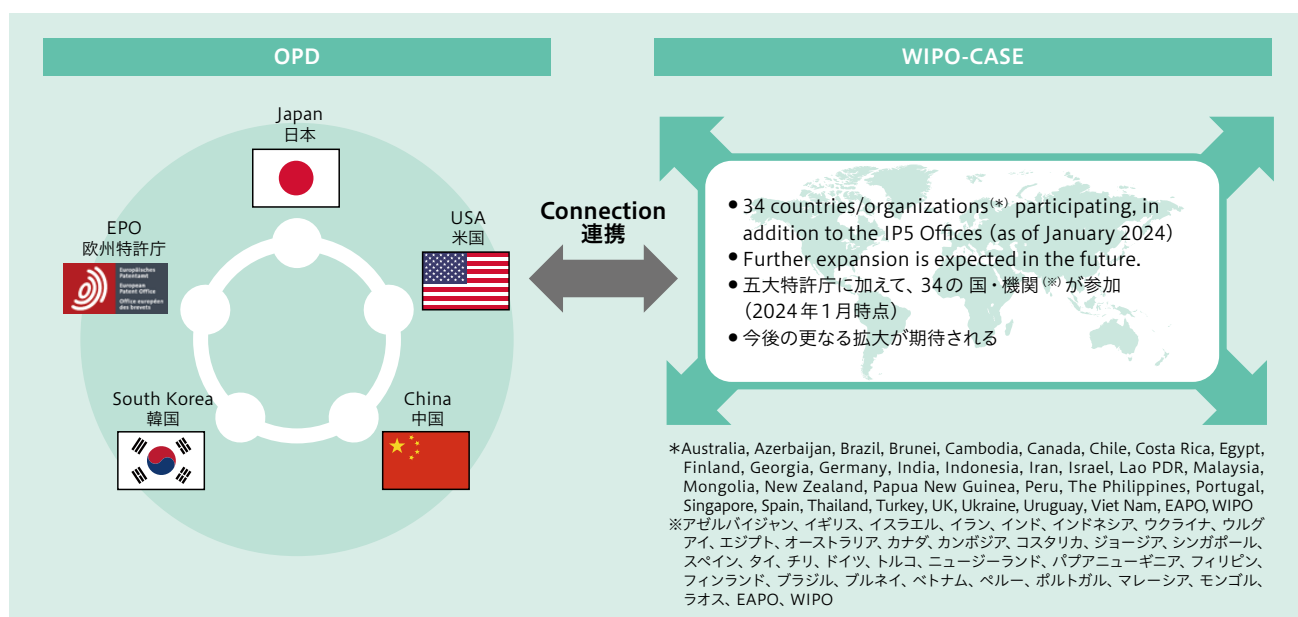 OPD
Japan
日本
EPO
欧州特許庁
Europäisches
Patentamt
European
Patent Office
Office européen
des brevets
USA
米国
South Korea
韓国
China
中国
Connection
連携
WIPO-CASE
● 34 countries/organizations(*) participating, in
addition to the IP5 Offices (as of January 2024)
● Further expansion is expected in the future.
● 五大特許庁に加えて、34の 国・機関(※)が参加
（2024年1月時点）
● 今後の更なる拡大が期待される
＊Australia, Azerbaijan, Brazil, Brunei, Cambodia, Canada, Chile, Costa Rica, Egypt,
Finland, Georgia, Germany, India, Indonesia, Iran, Israel, Lao PDR, Malaysia,
Mongolia, New Zealand, Papua New Guinea, Peru, The Philippines, Portugal,
Singapore, Spain, Thailand, Turkey, UK, Ukraine, Uruguay, Viet Nam, EAPO, WIPO
※アゼルバイジャン、イギリス、イスラエル、イラン、インド、インドネシア、ウクライナ、ウルグ
アイ、エジプト、オーストラリア、カナダ、カンボジア、コスタリカ、ジョージア、シンガポール、
スペイン、タイ、チリ、ドイツ、トルコ、ニュージーランド、パプアニューギニア、フィリピン、
フィンランド、ブラジル、ブルネイ、ベトナム、ペルー、ポルトガル、マレーシア、モンゴル、
ラオス、EAPO、WIPO